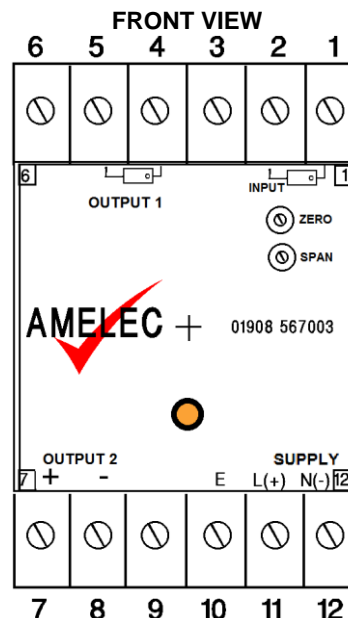 FRONT VIEW
6 5 4 3 2 1
6 1
OUTPUT 1
INPUT
ZERO
SPAN
AMELEC 01908 567003
OUTPUT 2 SUPPLY
7 + - E L(+) N(-) 12
7 8 9 10 11 12